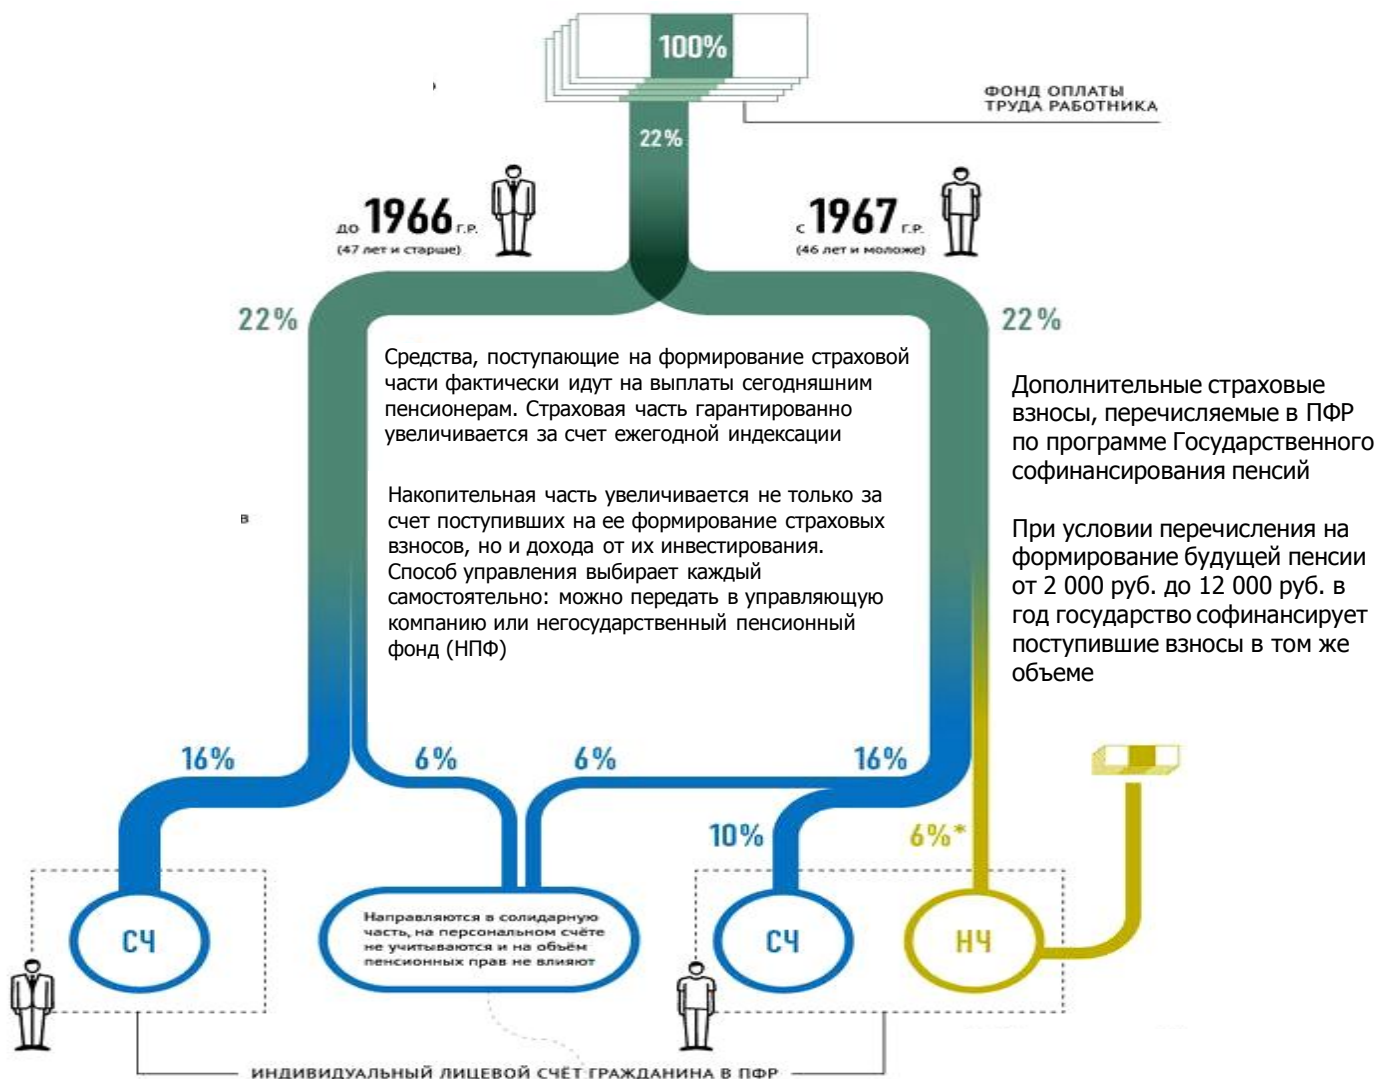 100%
ФОНД ОПЛАТЫ
ТРУДА РАБОТНИКА
22%
ДО 1966 Г.Р.
(47 лет и старше)
С 1967 Г.Р.
(46 лет и моложе)
22%
22%
Средства, поступающие на формирование страховой
части фактически идут на выплаты сегодняшним
пенсионерам. Страховая часть гарантированно
увеличивается за счет ежегодной индексации
Накопительная часть увеличивается не только за
счет поступивших на ее формирование страховых
взносов, но и дохода от их инвестирования.
Способ управления выбирает каждый
самостоятельно: можно передать в управляющую
компанию или негосударственный пенсионный
фонд (НПФ)
Дополнительные страховые
взносы, перечисляемые в ПФР
по программе Государственного
софинансирования пенсий
При условии перечисления на
формирование будущей пенсии
от 2 000 руб. до 12 000 руб. в
год государство софинансирует
поступившие взносы в том же
объеме
в
16%
6%
6%
16%
10%
6%*
СЧ
Направляются в солидарную
часть, на персональном счёте
не учитываются и на объём
пенсионных прав не влияют
СЧ
НЧ
ИНДИВИДУАЛЬНЫЙ ЛИЦЕВОЙ СЧЁТ ГРАЖДАНИНА В ПФР